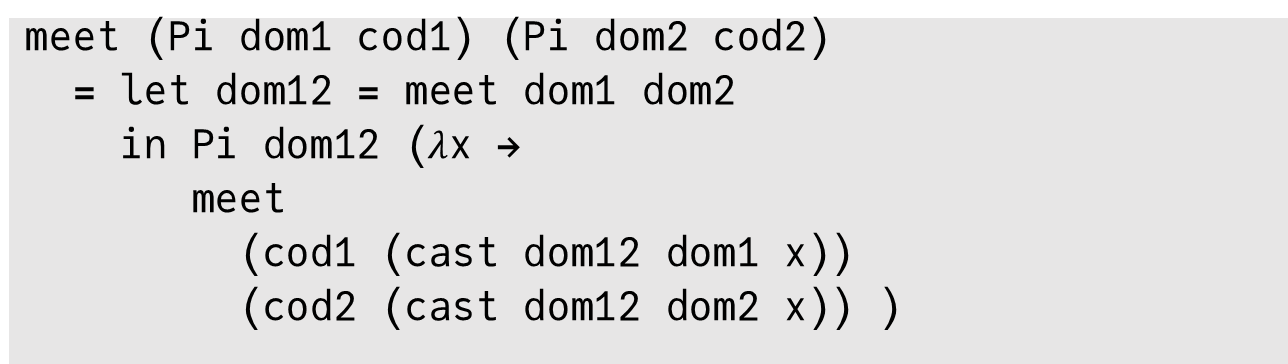 meet (Pi dom1 cod1) (Pi dom2 cod2)
  = let dom12 = meet dom1 dom2
    in Pi dom12 (λx →
       meet
         (cod1 (cast dom12 dom1 x))
         (cod2 (cast dom12 dom2 x)) )